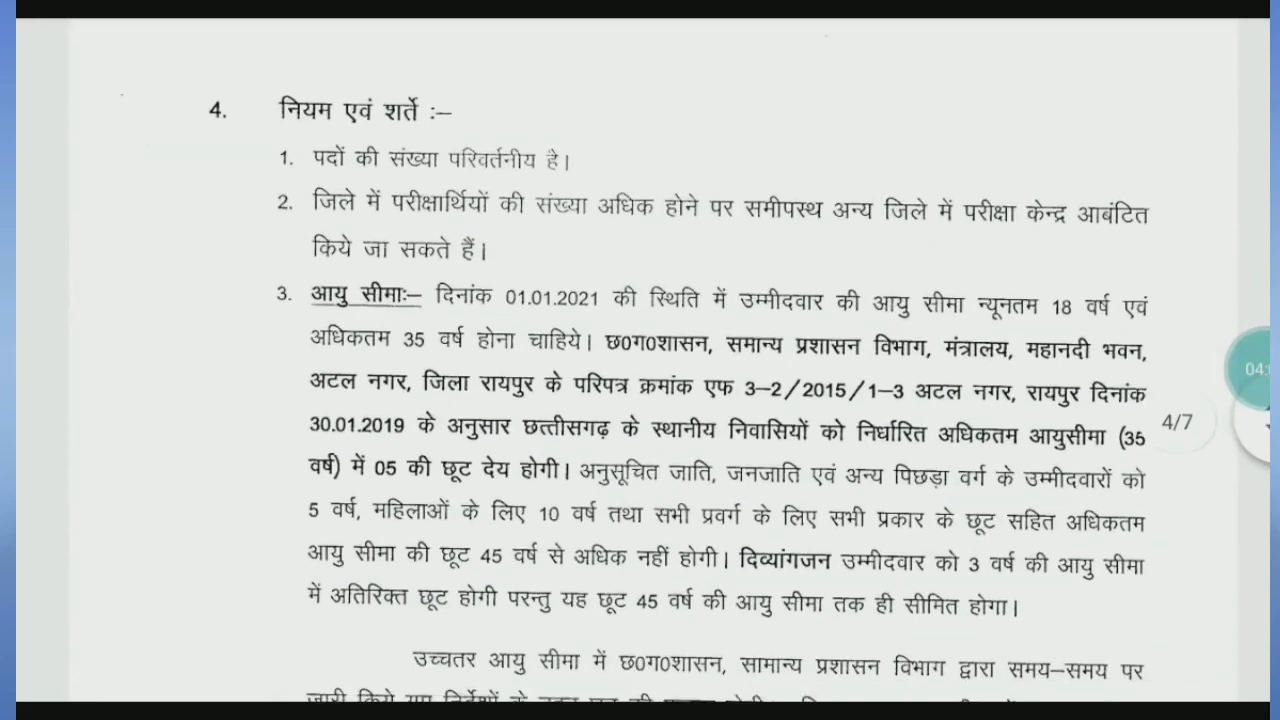 4. नियम एवं शर्ते :–
1. पदों की संख्या परिवर्तनीय है।
2. जिले में परीक्षार्थियों की संख्या अधिक होने पर समीपस्थ अन्य जिले में परीक्षा केन्द्र आबंटित
किये जा सकते हैं।
3. आयु सीमाः– दिनांक 01.01.2021 की स्थिति में उम्मीदवार की आयु सीमा न्यूनतम 18 वर्ष एवं
अधिकतम 35 वर्ष होना चाहिये। छ0ग0शासन, समान्य प्रशासन विभाग, मंत्रालय, महानदी भवन,
अटल नगर, जिला रायपुर के परिपत्र क्रमांक एफ 3–2/2015/1–3 अटल नगर, रायपुर दिनांक
30.01.2019 के अनुसार छत्तीसगढ़ के स्थानीय निवासियों को निर्धारित अधिकतम आयुसीमा (35
वर्ष) में 05 की छूट देय होगी। अनुसूचित जाति, जनजाति एवं अन्य पिछड़ा वर्ग के उम्मीदवारों को
5 वर्ष, महिलाओं के लिए 10 वर्ष तथा सभी प्रवर्ग के लिए सभी प्रकार के छूट सहित अधिकतम
आयु सीमा की छूट 45 वर्ष से अधिक नहीं होगी। दिव्यांगजन उम्मीदवार को 3 वर्ष की आयु सीमा
में अतिरिक्त छूट होगी परन्तु यह छूट 45 वर्ष की आयु सीमा तक ही सीमित होगा।
उच्चतर आयु सीमा में छ0ग0शासन, सामान्य प्रशासन विभाग द्वारा समय–समय पर
जारी किये गए निर्देशों के
4/7
04: